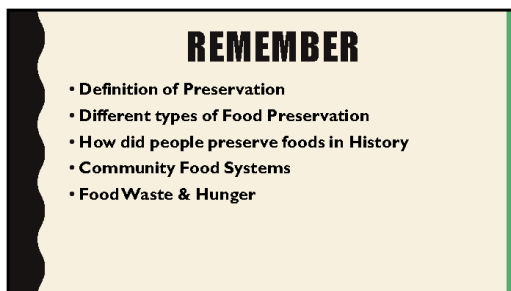 REMEMBER
• Definition of Preservation
• Different types of Food Preservation
• How did people preserve foods in History
• Community Food Systems
• Food Waste & Hunger